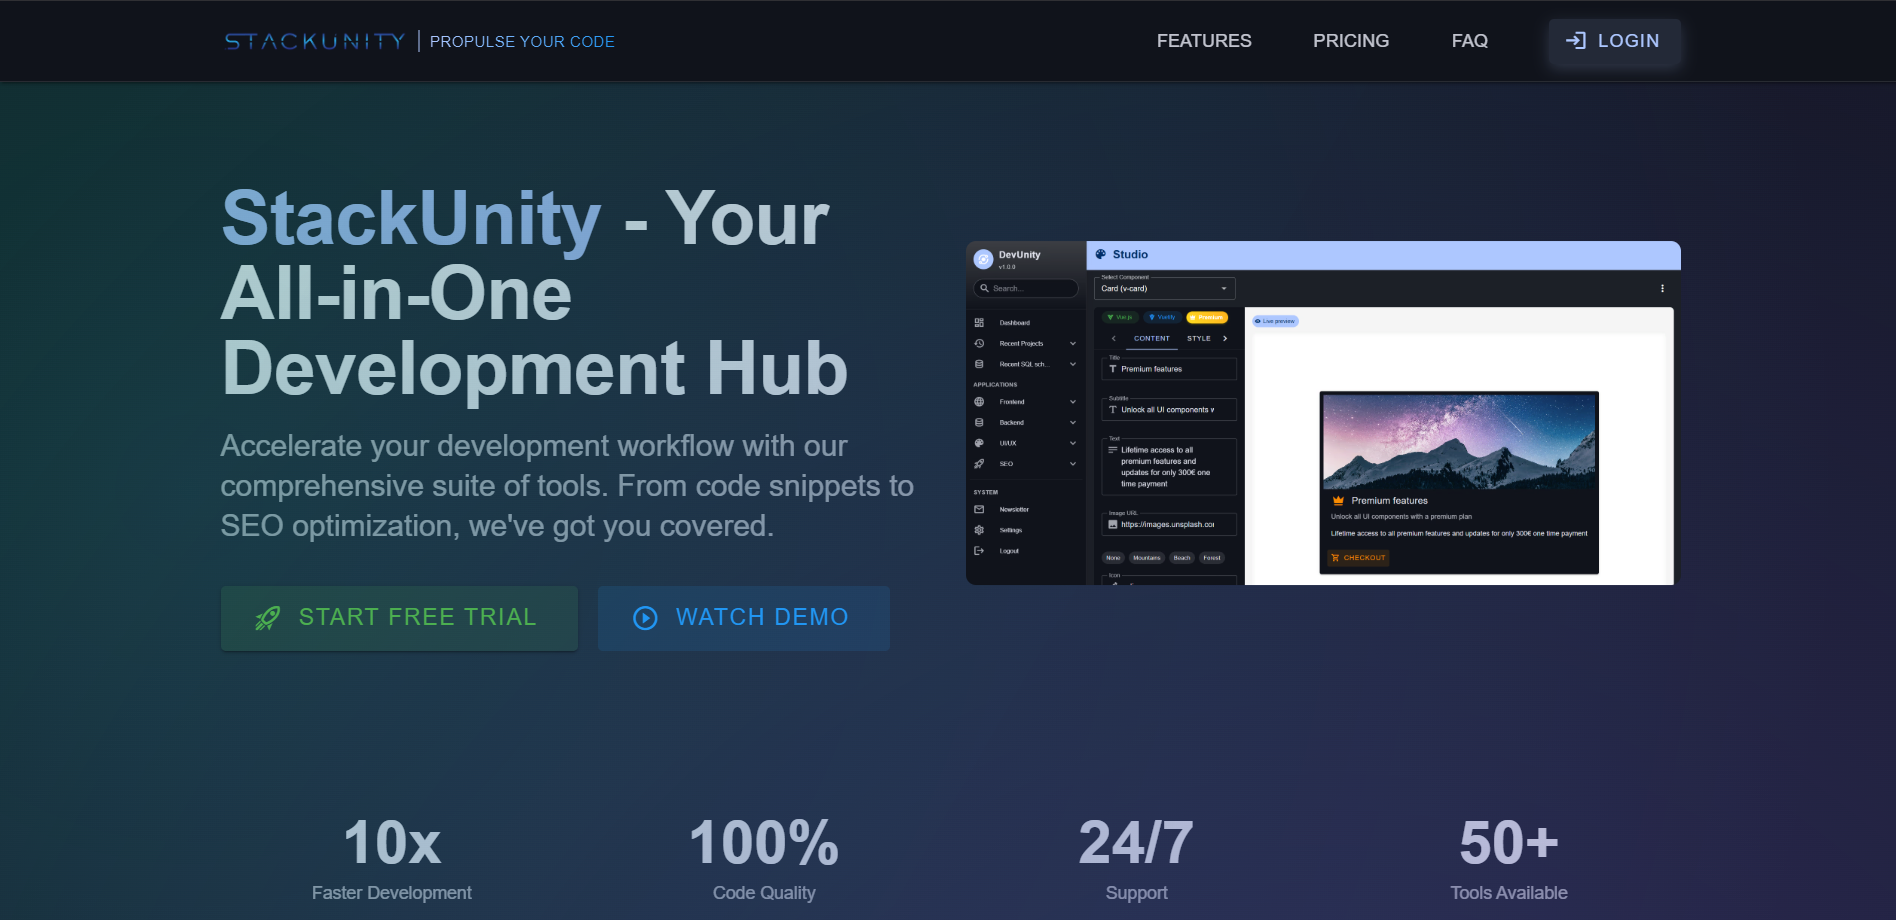 STACKUNITY
PROPULSE YOUR CODE
FEATURES
PRICING
FAQ
LOGIN
StackUnity - Your
All-in-One
Development Hub
Accelerate your development workflow with our
comprehensive suite of tools. From code snippets to
SEO optimization, we've got you covered.
START FREE TRIAL
WATCH DEMO
DevUnity
v1.0.0
Search...
Dashboard
Recent Projects
Recent SQL sch...
APPLICATIONS
Frontend
Backend
UI/UX
SEO
SYSTEM
Newsletter
Settings
Logout
Studio
Select Component
Card (v-card)
Vue.js
Vuetify
Premium
CONTENT
STYLE
Title
Premium features
Subtitle
Unlock all UI components
Text
Lifetime access to all
premium features and
updates for only 300€ one
time payment
Image URL
https://images.unsplash.co
None
Mountains
Beach
Forest
Icon
Live preview
Premium features
Unlock all UI components with a premium plan
Lifetime access to all premium features and updates for only 300€ one time payment
CHECKOUT
10x
Faster Development
100%
Code Quality
24/7
Support
50+
Tools Available